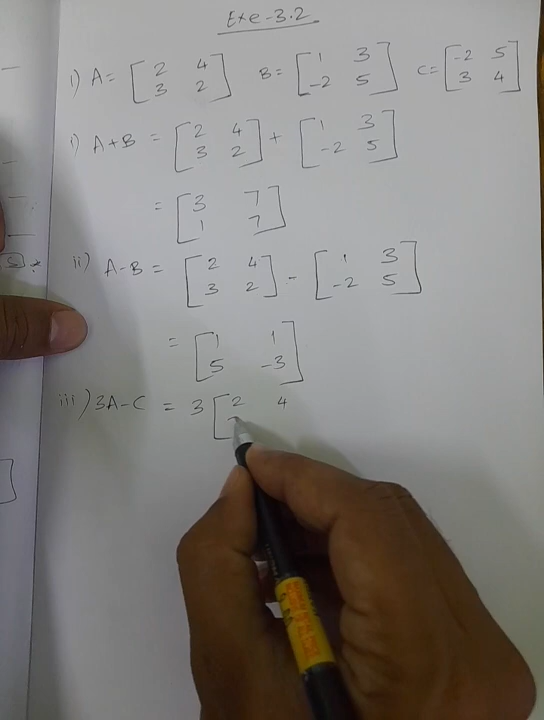 Exe-3.2
1) A= [2 4 B= [1 3 C= [-2 5
3 2] -2 5] 3 4]
i) A+B = [2 4 + [1 3
3 2] -2 5]
= [3 7
1 7]
ii) A-B = [2 4 - [1 3
3 2] -2 5]
= [1 1
5 -3]
iii) 3A-C = 3 [2 4